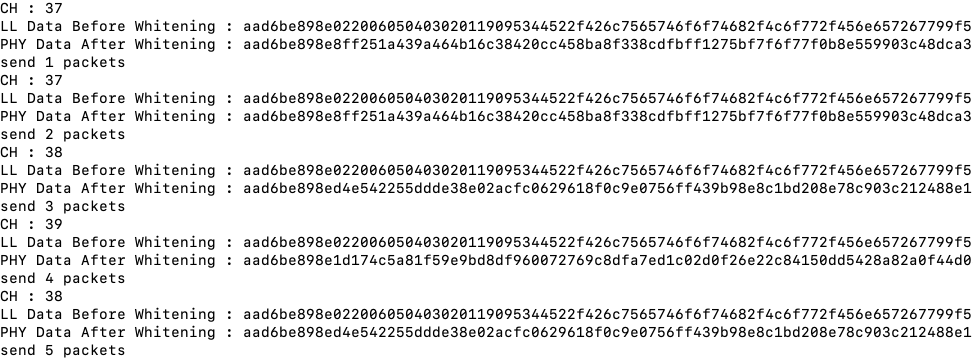 CH : 37
LL Data Before Whitening : aad6be898e022006050403020119095344522f426c7565746f6f74682f4c6f772f456e657267799f5
PHY Data After Whitening : aad6be898e8ff251a439a464b16c38420cc458ba8f338cdfbff1275bf7f6f77f0b8e559903c48dca3
send 1 packets
CH : 37
LL Data Before Whitening : aad6be898e022006050403020119095344522f426c7565746f6f74682f4c6f772f456e657267799f5
PHY Data After Whitening : aad6be898e8ff251a439a464b16c38420cc458ba8f338cdfbff1275bf7f6f77f0b8e559903c48dca3
send 2 packets
CH : 38
LL Data Before Whitening : aad6be898e022006050403020119095344522f426c7565746f6f74682f4c6f772f456e657267799f5
PHY Data After Whitening : aad6be898ed4e542255ddde38e02acfc0629618f0c9e0756ff439b98e8c1bd208e78c903c212488e1
send 3 packets
CH : 39
LL Data Before Whitening : aad6be898e022006050403020119095344522f426c7565746f6f74682f4c6f772f456e657267799f5
PHY Data After Whitening : aad6be898e1d174c5a81f59e9bd8df960072769c8dfa7ed1c02d0f26e22c84150dd5428a82a0f44d0
send 4 packets
CH : 38
LL Data Before Whitening : aad6be898e022006050403020119095344522f426c7565746f6f74682f4c6f772f456e657267799f5
PHY Data After Whitening : aad6be898ed4e542255ddde38e02acfc0629618f0c9e0756ff439b98e8c1bd208e78c903c212488e1
send 5 packets